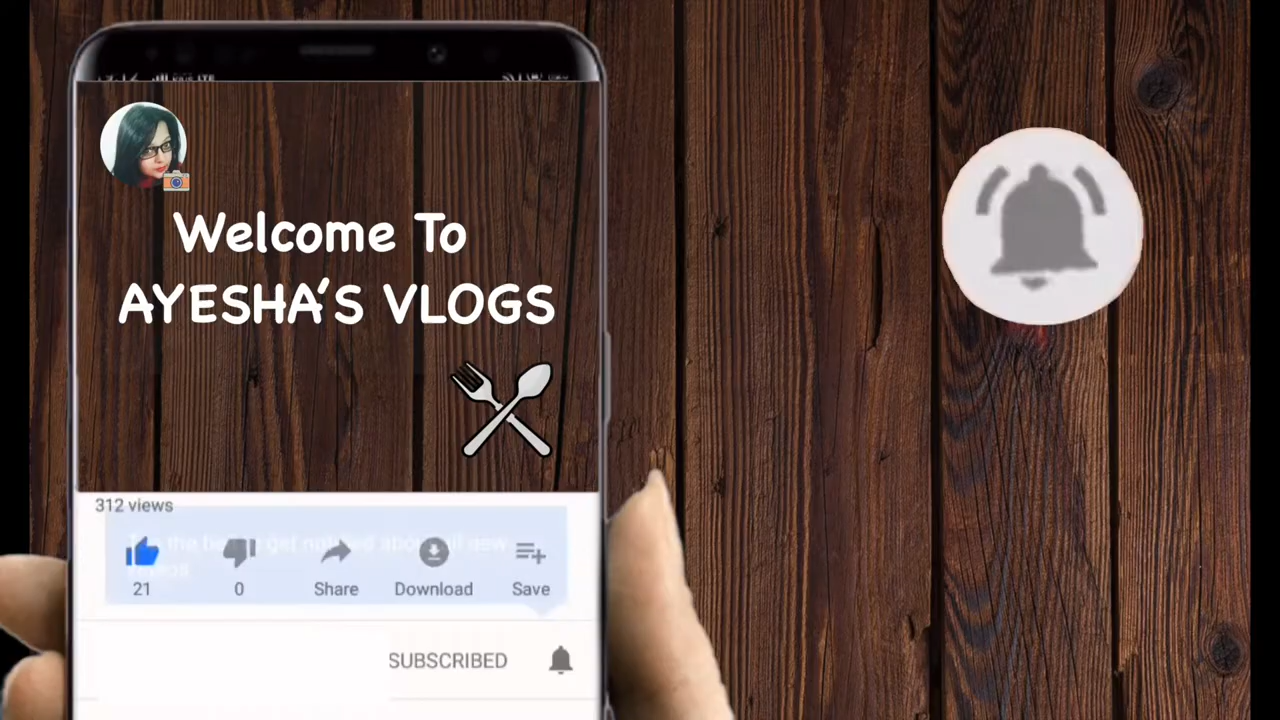 Welcome To
AYESHA'S VLOGS
312 views
21
0
Share
Download
Save
SUBSCRIBED